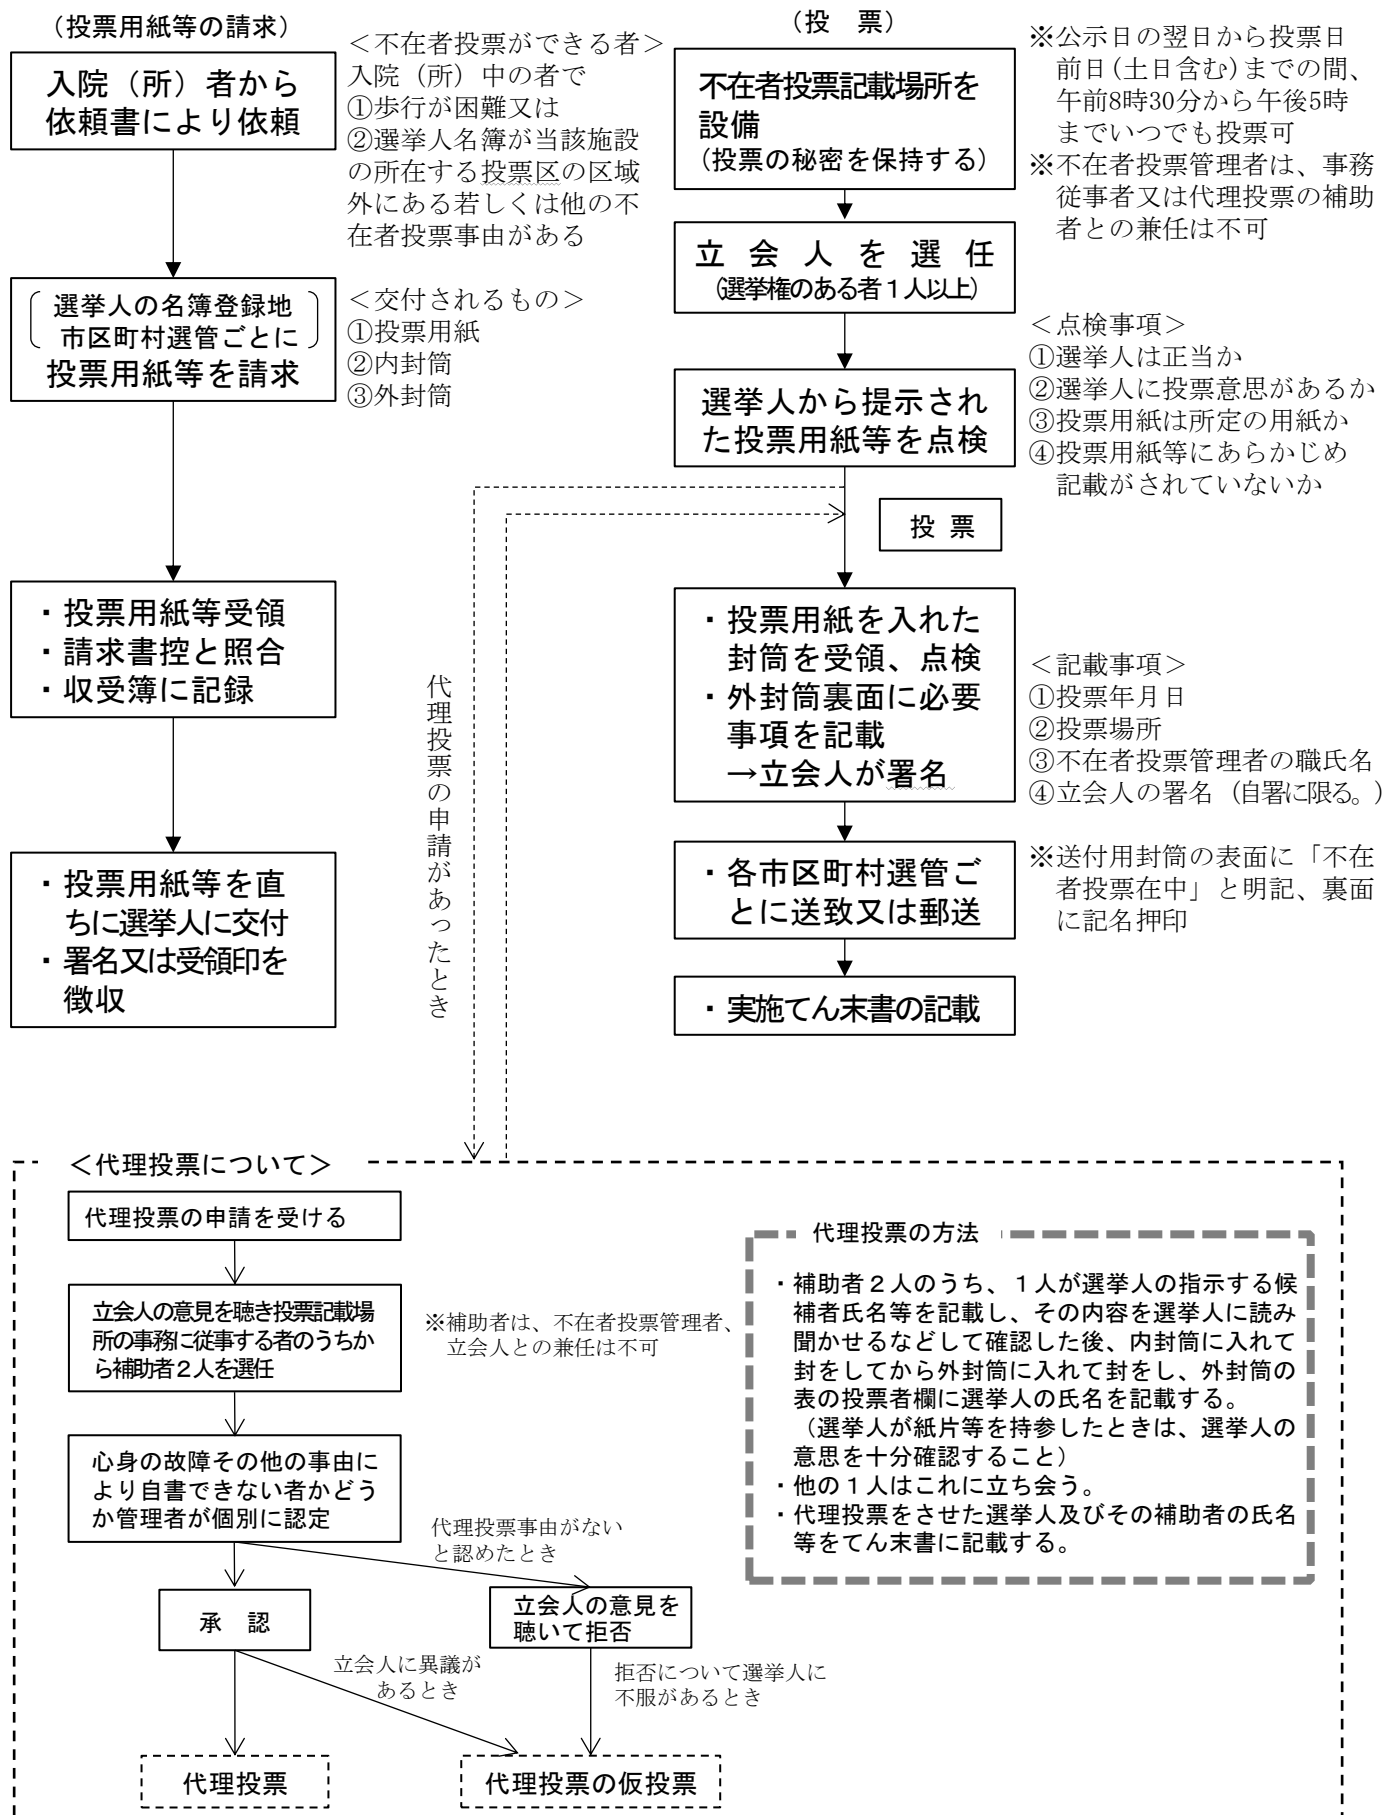 （投票用紙等の請求）
入院（所）者から
依頼書により依頼
＜不在者投票ができる者＞
入院（所）中の者で
①歩行が困難又は
②選挙人名簿が当該施設
の所在する投票区の区域
外にある若しくは他の不
在者投票事由がある
選挙人の名簿登録地
市区町村選管ごとに
投票用紙等を請求
＜交付されるもの＞
①投票用紙
②内封筒
③外封筒
・投票用紙等受領
・請求書控と照合
・収受簿に記録
・投票用紙等を直
ちに選挙人に交付
・署名又は受領印を
徴収
（投　票）
不在者投票記載場所を
設備
（投票の秘密を保持する）
※公示日の翌日から投票日
前日（土日含む）までの間、
午前8時30分から午後5時
までいつでも投票可
※不在者投票管理者は、事務
従事者又は代理投票の補助
者との兼任は不可
立会人を選任
（選挙権のある者１人以上）
選挙人から提示され
た投票用紙等を点検
＜点検事項＞
①選挙人は正当か
②選挙人に投票意思があるか
③投票用紙は所定の用紙か
④投票用紙等にあらかじめ
記載がされていないか
投 票
・投票用紙を入れた
封筒を受領、点検
・外封筒裏面に必要
事項を記載
→立会人が署名
＜記載事項＞
①投票年月日
②投票場所
③不在者投票管理者の職氏名
④立会人の署名（自署に限る。）
・各市区町村選管ご
とに送致又は郵送
※送付用封筒の表面に「不在
者投票在中」と明記、裏面
に記名押印
・実施てん末書の記載
代理投票の申請があったとき
＜代理投票について＞
代理投票の申請を受ける
立会人の意見を聴き投票記載場
所の事務に従事する者のうちか
ら補助者２人を選任
※補助者は、不在者投票管理者、
立会人との兼任は不可
心身の故障その他の事由に
より自書できない者かどう
か管理者が個別に認定
代理投票事由がない
と認めたとき
承　認
立会人の意見を
聴いて拒否
立会人に異議が
あるとき
拒否について選挙人に
不服があるとき
代理投票
代理投票の仮投票
代理投票の方法
・補助者２人のうち、１人が選挙人の指示する候
補者氏名等を記載し、その内容を選挙人に読み
聞かせるなどして確認した後、内封筒に入れて
封をしてから外封筒に入れて封をし、外封筒の
表の投票者欄に選挙人の氏名を記載する。
（選挙人が紙片等を持参したときは、選挙人の
意思を十分確認すること）
・他の１人はこれに立ち会う。
・代理投票をさせた選挙人及びその補助者の氏名
等をてん末書に記載する。